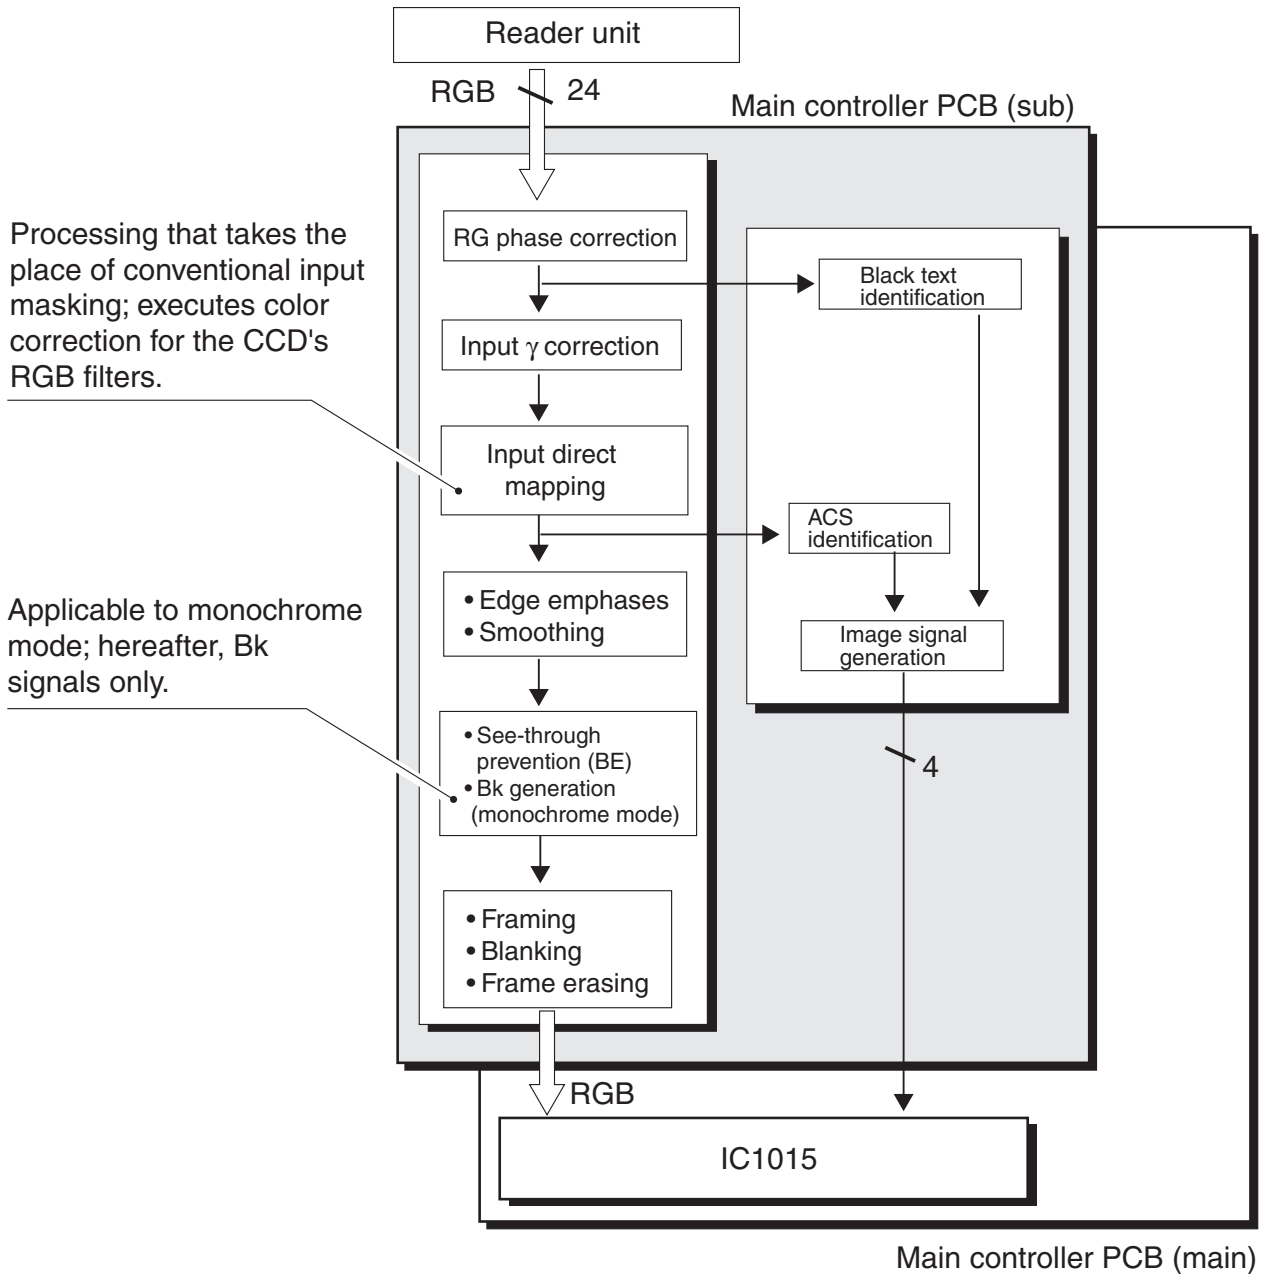 Reader unit
RGB 24
Main controller PCB (sub)
Processing that takes the
place of conventional input
masking; executes color
correction for the CCD's
RGB filters.
RG phase correction
Black text
identification
Input γ correction
Input direct
mapping
ACS
identification
• Edge emphases
• Smoothing
Image signal
generation
Applicable to monochrome
mode; hereafter, Bk
signals only.
• See-through
prevention (BE)
• Bk generation
(monochrome mode)
4
• Framing
• Blanking
• Frame erasing
RGB
IC1015
Main controller PCB (main)